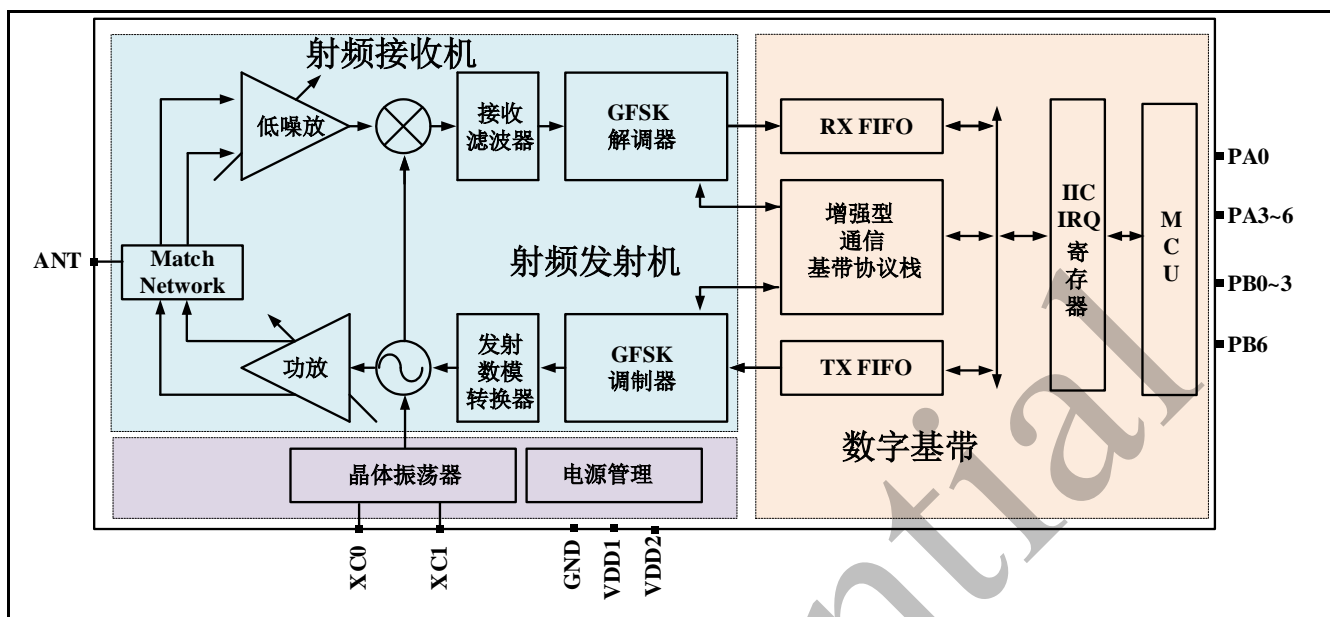 射频接收机
低噪放
接收
滤波器
GFSK
解调器
RX FIFO
PA0
PA3~6
PB0~3
PB6
增强型
通信
基带协议栈
IIC
IRQ
寄
存
器
M
C
U
ANT
Match
Network
射频发射机
功放
发射
数模
转换器
GFSK
调制器
TX FIFO
数字基带
晶体振荡器
电源管理
XC0
XC1
GND
VDD1
VDD2
ntial